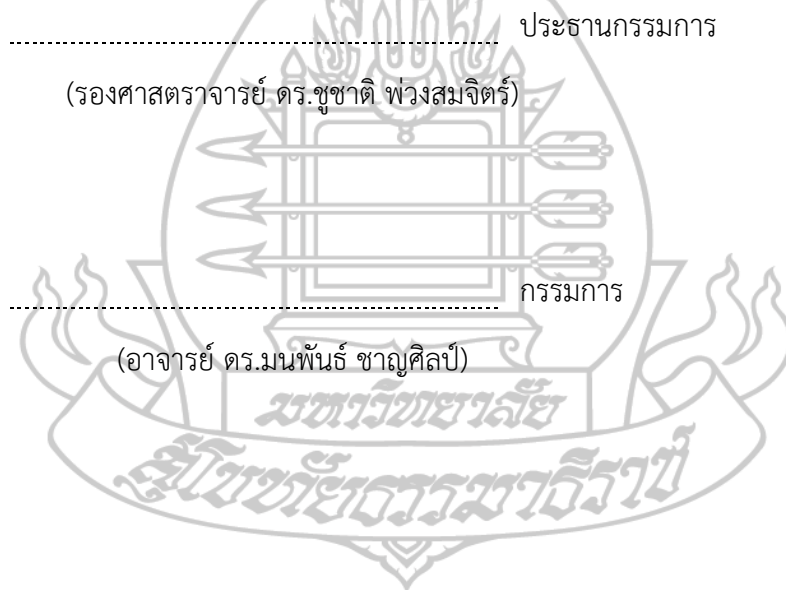 ประธานกรรมการ
(รองศาสตราจารย์ ดร.ชูชาติ พ่วงสมจิตร์)
กรรมการ
(อาจารย์ ดร.มนพันธ์ ชาญศิลป์)
มหาวิทยาลัย
สุโขทัยธรรมาธิราช